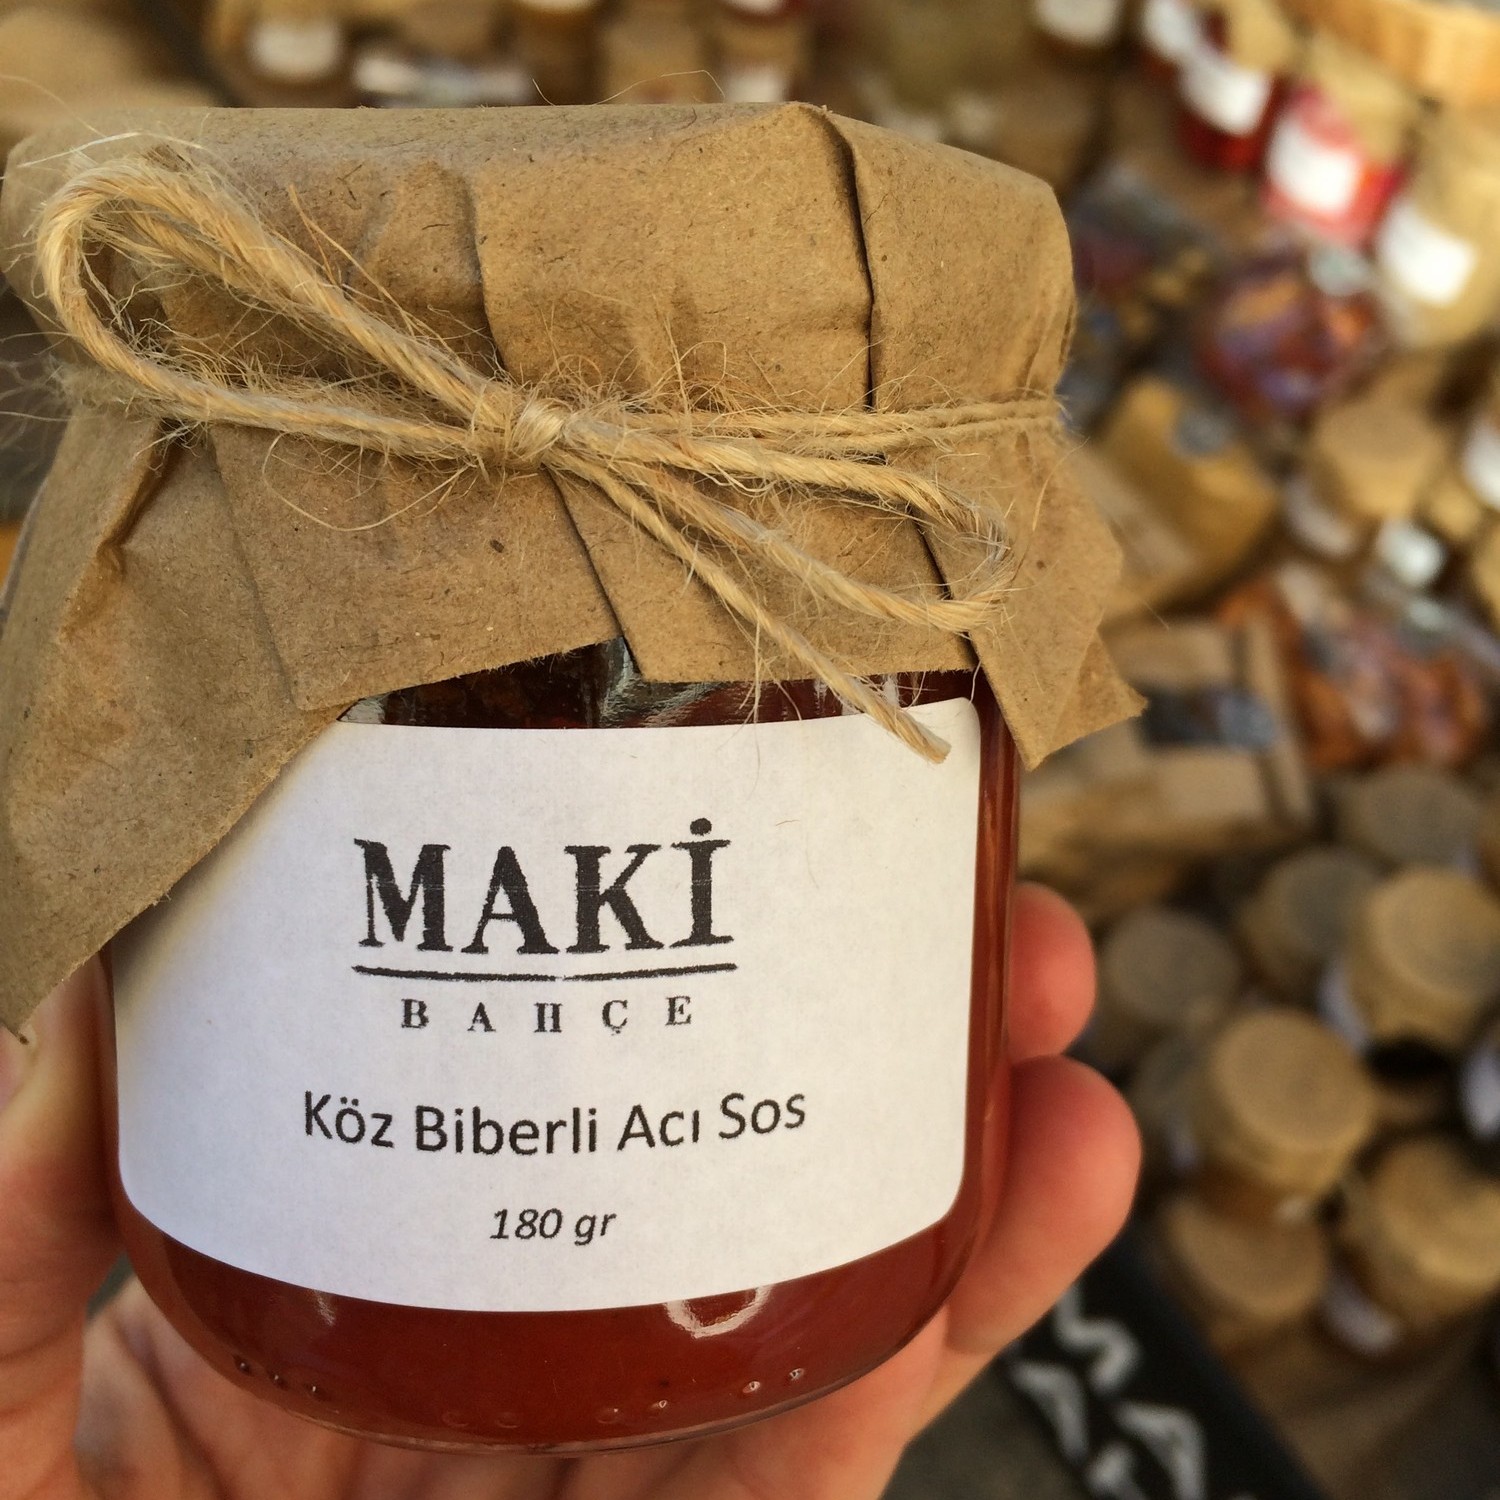 MAKİ
BAHÇE
Köz Biberli Acı Sos
180 gr